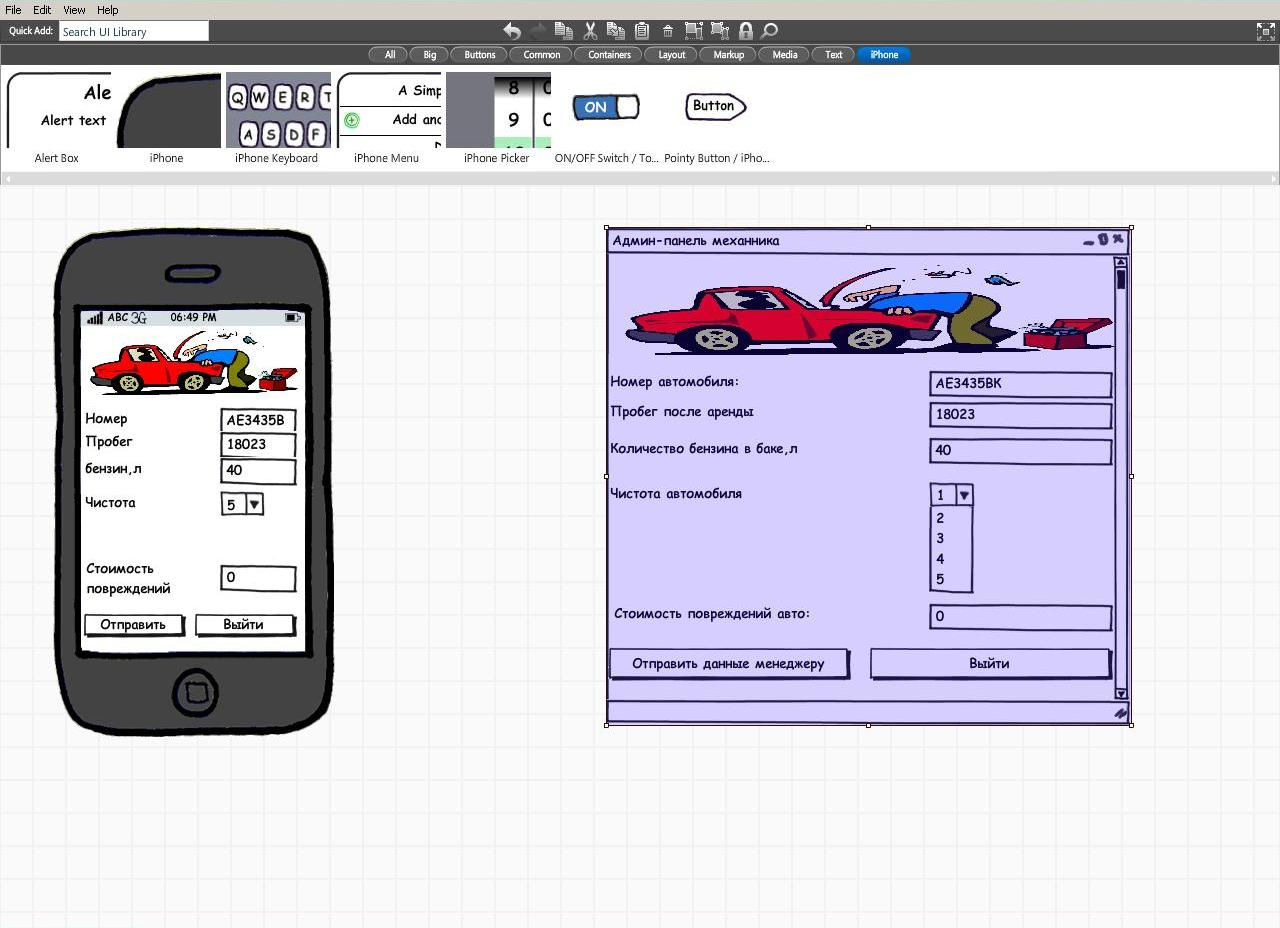 File Edit View Help
Quick Add: Search UI Library
All Big Buttons Common Containers Layout Markup Media Text iPhone
Ale
Alert text
Alert Box
iPhone
Q W E R T
A S D F
iPhone Keyboard
A Simp
Add anc
iPhone Menu
8 0
9 0
iPhone Picker
ON
ON/OFF Switch / To...
Button
Pointy Button / iPho...
ABC 3G 06:49 PM
Номер AE3435B
Пробег 18023
бензин,л 40
Чистота 5
Стоимость
повреждений 0
Отправить Выйти
Админ-панель механника
Номер автомобиля: AE3435BK
Пробег после аренды 18023
Количество бензина в баке,л 40
Чистота автомобиля 1
2
3
4
5
Стоимость повреждений авто: 0
Отправить данные менеджеру Выйти